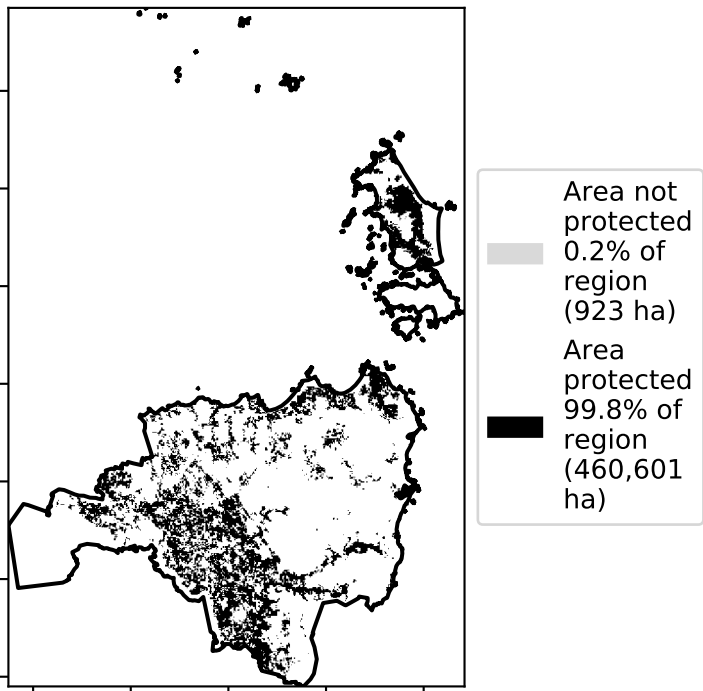 Area not
protected
0.2% of
region
(923 ha)
Area
protected
99.8% of
region
(460,601
ha)